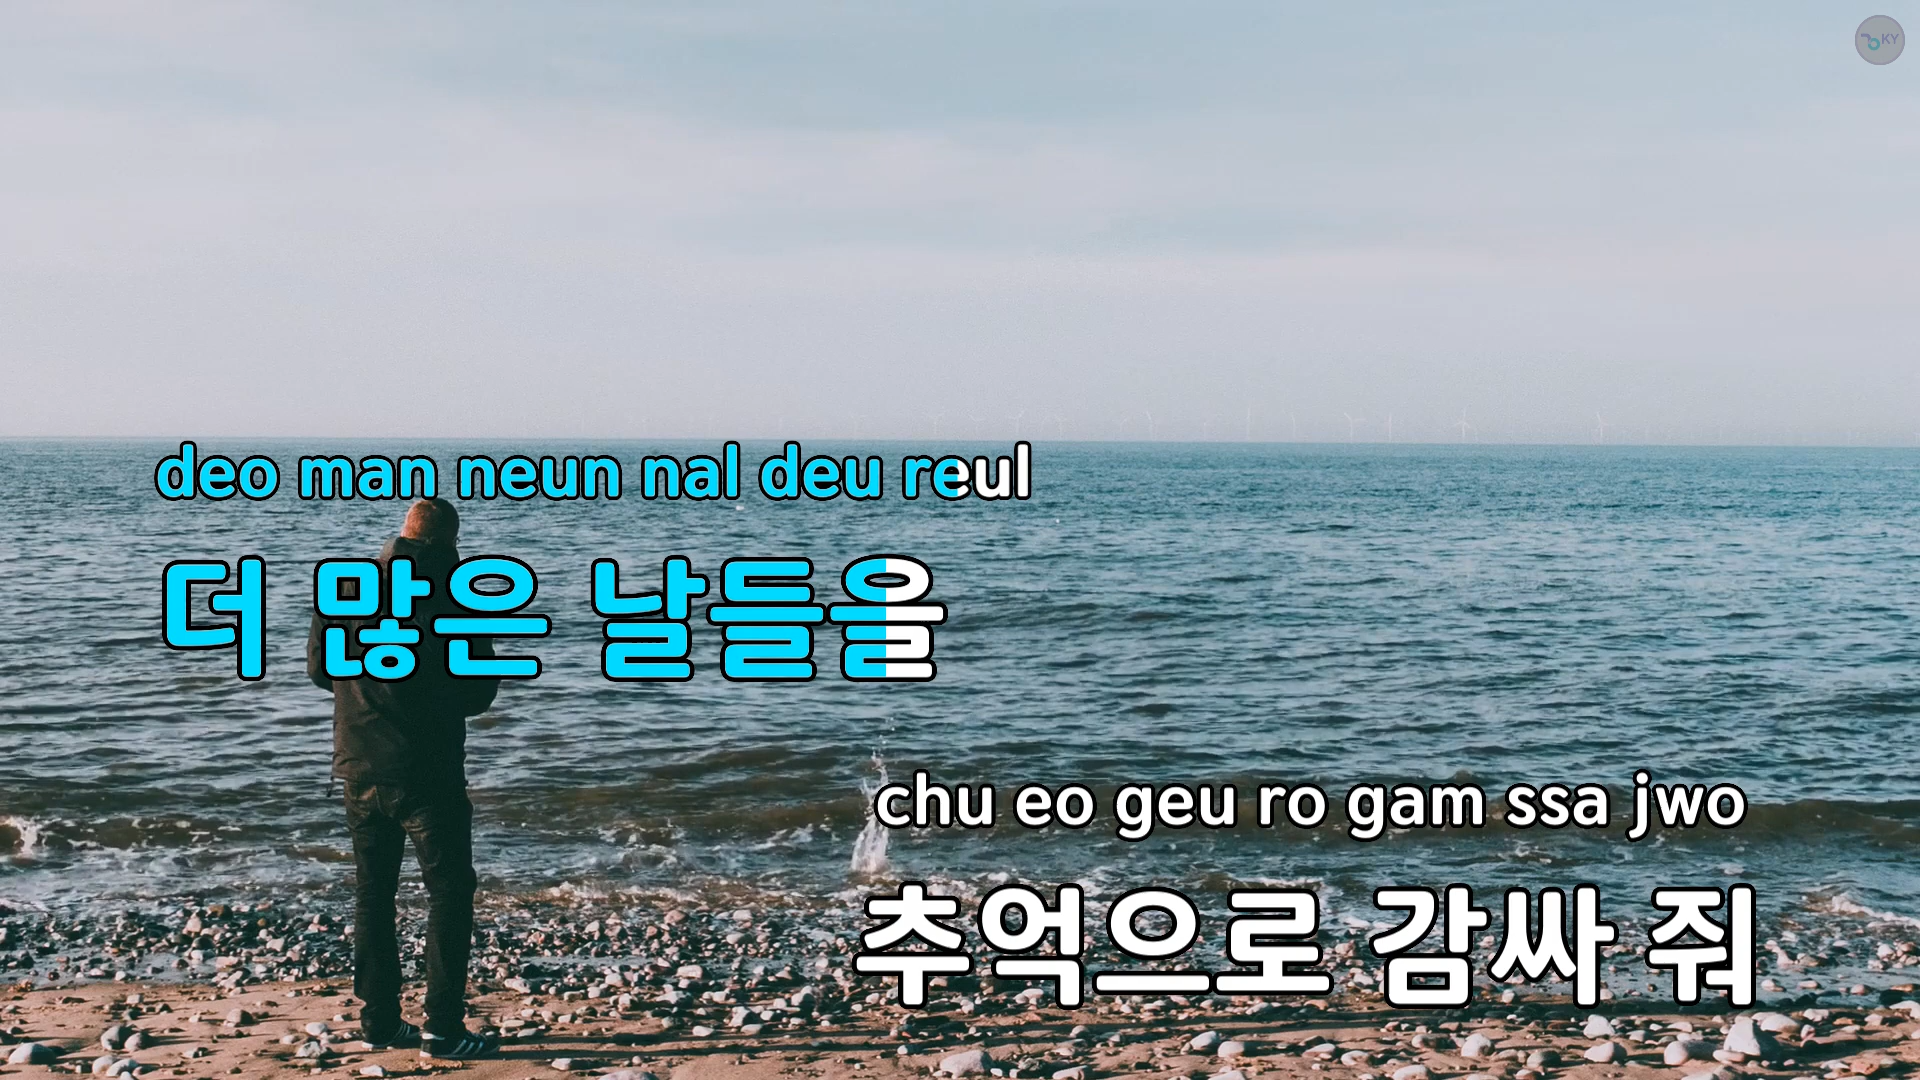 KY
deo man neun nal deu reul
더 많은 날들을
chu eo geu ro gam ssa jwo
추억으로 감싸 줘